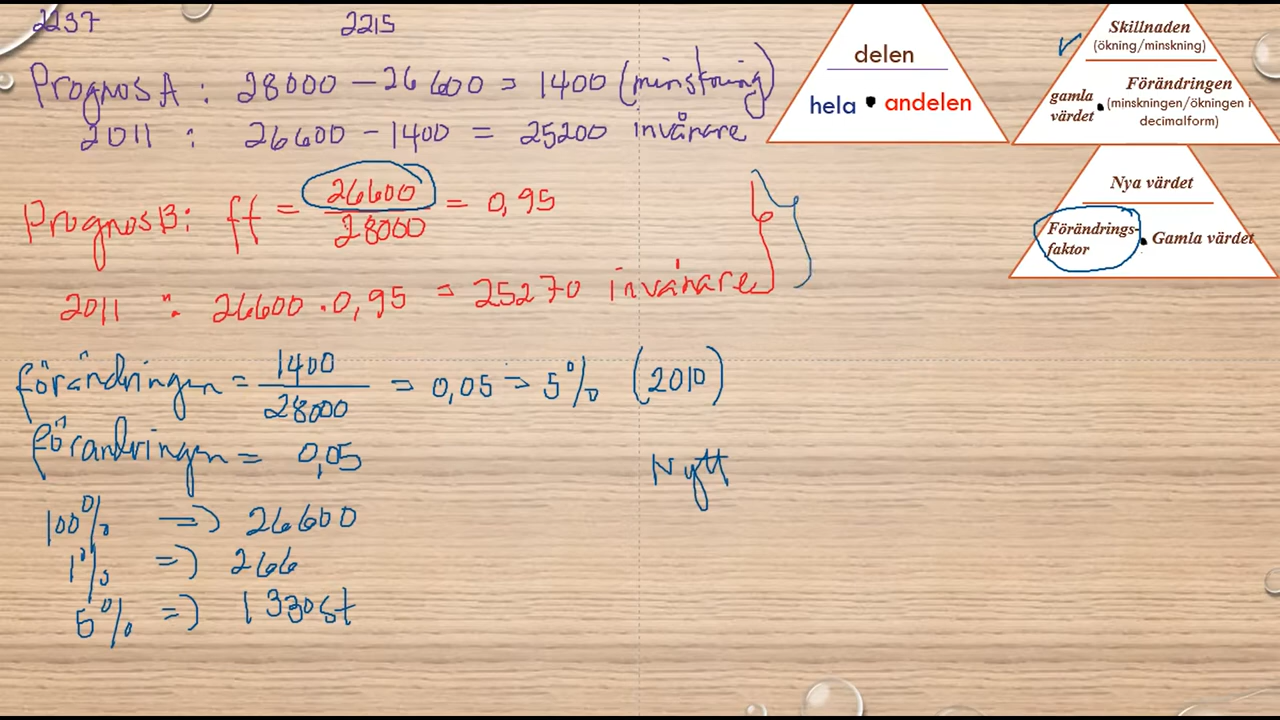 2237 2215
Prognos A : 28000 – 26600 = 1400 (minskning)
2011 : 26600 – 1400 = 25200 invånare
Prognos B: ff = 26600 / 28000 = 0,95
2011 : 26600 · 0,95 = 25270 invånare
förändringen = 1400 / 28000 = 0,05 = 5% (2010)
förändringen = 0,05
Nytt
100% => 26600
1% => 266
5% => 1330 st
delen
hela · andelen
Skillnaden
(ökning/minskning)
gamla värdet · Förändringen
(minskningen/ökningen i
decimalform)
Nya värdet
Förändrings-
faktor · Gamla värdet